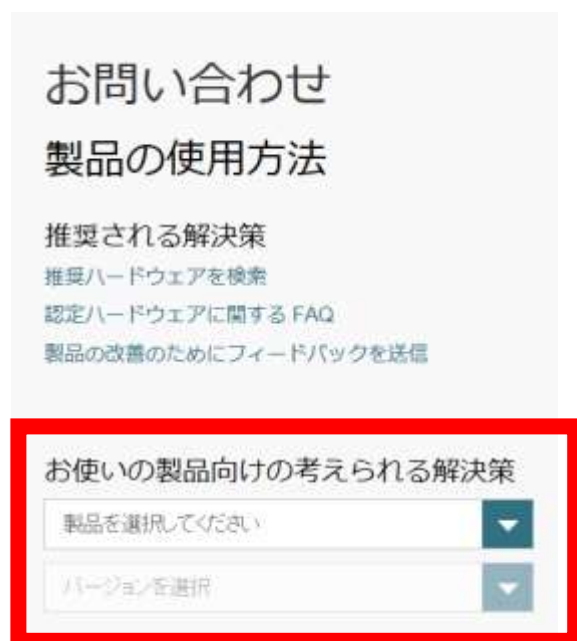 お問い合わせ
製品の使用方法
推奨される解決策
推奨ハードウェアを検索
認定ハードウェアに関する FAQ
製品の改善のためにフィードバックを送信
お使いの製品向けの考えられる解決策
製品を選択してください
バージョンを選択